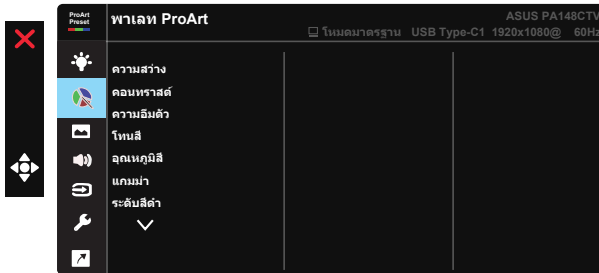 ProArt
Preset
พาเลท ProArt
ASUS PA148CTV
โหมดมาตรฐาน USB Type-C1 1920x1080@ 60Hz
ความสว่าง
คอนทราสต์
ความอิ่มตัว
โทนสี
อุณหภูมิสี
แกมม่า
ระดับสีดำ